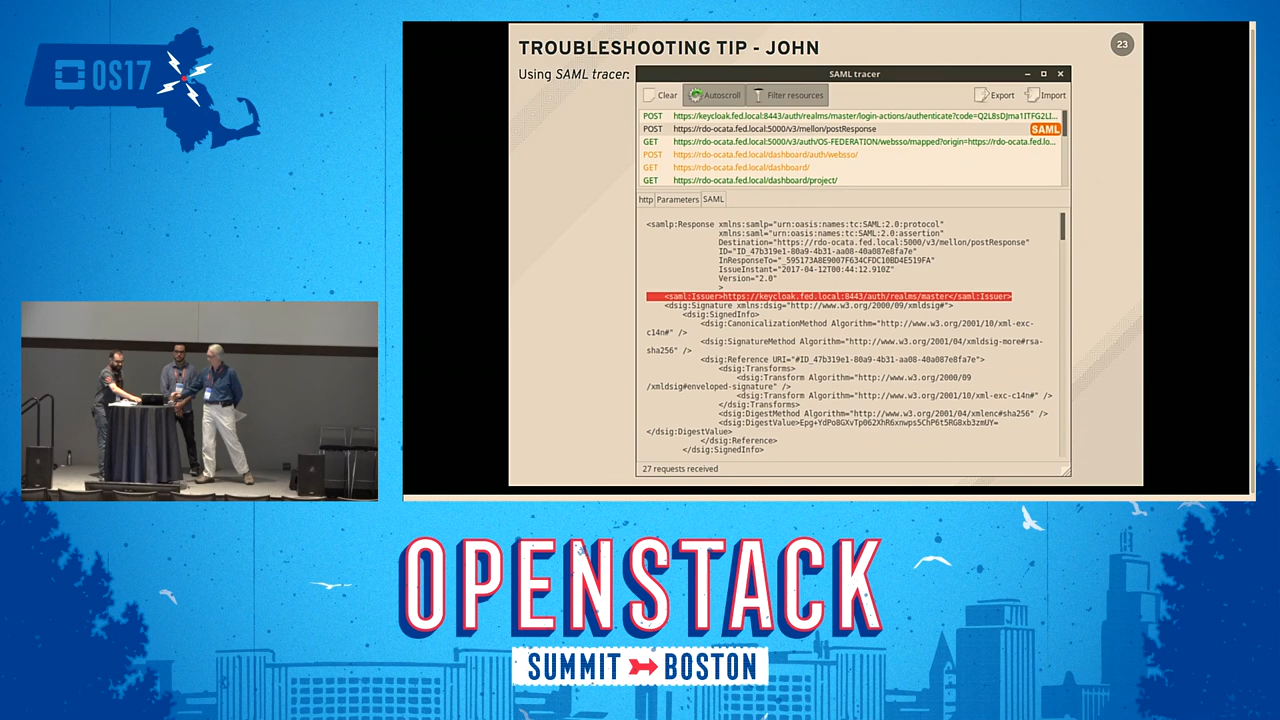 OS17
TROUBLESHOOTING TIP - JOHN
23
Using SAML tracer:
SAML tracer
Clear Autoscroll Filter resources Export Import
POST https://keycloak.fed.local:8443/auth/realms/master/login-actions/authenticate?code=Q2L8sDJma1ITFG2LI...
POST https://rdo-ocata.fed.local:5000/v3/mellon/postResponse SAML
GET https://rdo-ocata.fed.local:5000/v3/auth/OS-FEDERATION/websso/mapped?origin=https://rdo-ocata.fed.lo...
POST https://rdo-ocata.fed.local/dashboard/auth/websso/
GET https://rdo-ocata.fed.local/dashboard/
GET https://rdo-ocata.fed.local/dashboard/project/
http Parameters SAML
<samlp:Response xmlns:samlp="urn:oasis:names:tc:SAML:2.0:protocol"
xmlns:saml="urn:oasis:names:tc:SAML:2.0:assertion"
Destination="https://rdo-ocata.fed.local:5000/v3/mellon/postResponse"
ID="ID_47b319e1-80a9-4b31-aa08-40a087e8fa7e"
InResponseTo="_595173A8E9007F634CFDC10BD4E519FA"
IssueInstant="2017-04-12T00:44:12.910Z"
Version="2.0"
>
<saml:Issuer>https://keycloak.fed.local:8443/auth/realms/master</saml:Issuer>
<dsig:Signature xmlns:dsig="http://www.w3.org/2000/09/xmldsig#">
<dsig:SignedInfo>
<dsig:CanonicalizationMethod Algorithm="http://www.w3.org/2001/10/xml-exc-
c14n#" />
<dsig:SignatureMethod Algorithm="http://www.w3.org/2001/04/xmldsig-more#rsa-
sha256" />
<dsig:Reference URI="#ID_47b319e1-80a9-4b31-aa08-40a087e8fa7e">
<dsig:Transforms>
<dsig:Transform Algorithm="http://www.w3.org/2000/09
/xmldsig#enveloped-signature" />
<dsig:Transform Algorithm="http://www.w3.org/2001/10/xml-exc-c14n#" />
</dsig:Transforms>
<dsig:DigestMethod Algorithm="http://www.w3.org/2001/04/xmlenc#sha256" />
<dsig:DigestValue>Epg+YdPo8GXvTp062XhR6xnwps5ChP6t5RG8xb3zmUY=
</dsig:DigestValue>
</dsig:Reference>
</dsig:SignedInfo>
27 requests received
OPENSTACK
SUMMIT BOSTON